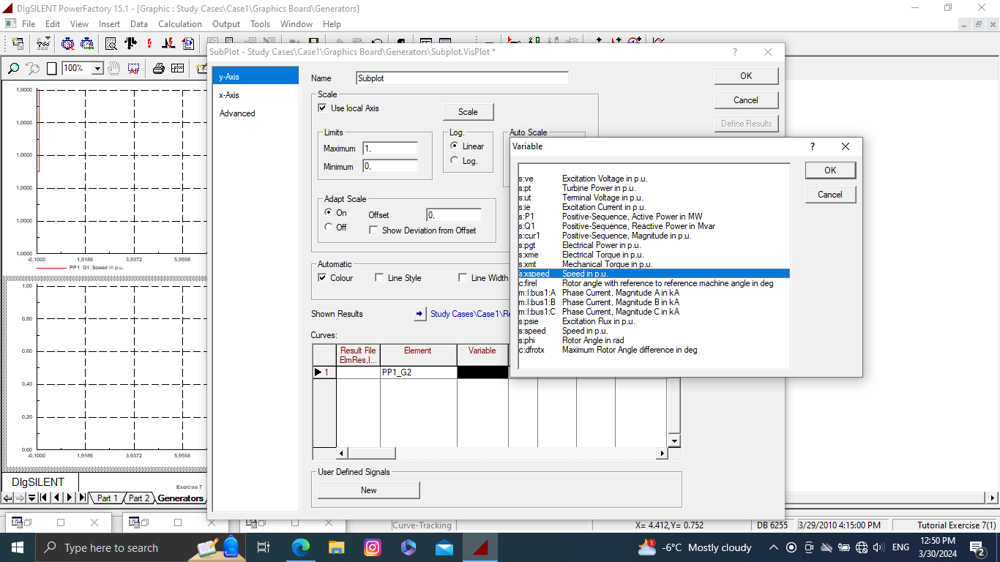 DIgSILENT PowerFactory 15.1 - [Graphic : Study Cases\Case1\Graphics Board\Generators]
File Edit View Insert Data Calculation Output Tools Window Help
100%
SubPlot - Study Cases\Case1\Graphics Board\Generators\Subplot.VisPlot *
y-Axis
x-Axis
Advanced
Name Subplot
OK
Cancel
Define Results
Scale
Use local Axis
Scale
Limits
Maximum 1,
Minimum 0,
Log.
Linear
Log.
Auto Scale
Adapt Scale
On
Off
Offset 0,
Show Deviation from Offset
Automatic
Colour Line Style Line Width
Shown Results Study Cases\Case1\R
Curves:
Result File
ElmRes,I...
Element
Variable
1 PP1_G2
User Defined Signals
New
Variable
OK
Cancel
s:ve Excitation Voltage in p.u.
s:pt Turbine Power in p.u.
s:ut Terminal Voltage in p.u.
s:ie Excitation Current in p.u.
s:P1 Positive-Sequence, Active Power in MW
s:Q1 Positive-Sequence, Reactive Power in Mvar
s:cur1 Positive-Sequence, Magnitude in p.u.
s:pgt Electrical Power in p.u.
s:xme Electrical Torque in p.u.
s:xmt Mechanical Torque in p.u.
s:xspeed Speed in p.u.
c:firel Rotor angle with reference to reference machine angle in deg
m:I:bus1:A Phase Current, Magnitude A in kA
m:I:bus1:B Phase Current, Magnitude B in kA
m:I:bus1:C Phase Current, Magnitude C in kA
s:psie Excitation Flux in p.u.
s:speed Speed in p.u.
s:phi Rotor Angle in rad
c:dfrotx Maximum Rotor Angle difference in deg
1,0000
1,0000
1,0000
1,0000
1,0000
1,0000
-0,1000 1,9186 3,9372 5,9558
PP1 G1: Speed in p.u.
1,00
0,80
0,60
0,40
0,20
0,00
-0,1000 1,9186 3,9372 5,9558
DIgSILENT
Exercise 7
Part 1 Part 2 Generators
Curve-Tracking
X= 4.412,Y= 0.752
DB 6255
3/29/2010 4:15:00 PM
Tutorial Exercise 7(1)
Type here to search
1
-6°C Mostly cloudy
ENG
12:50 PM
3/30/2024
2